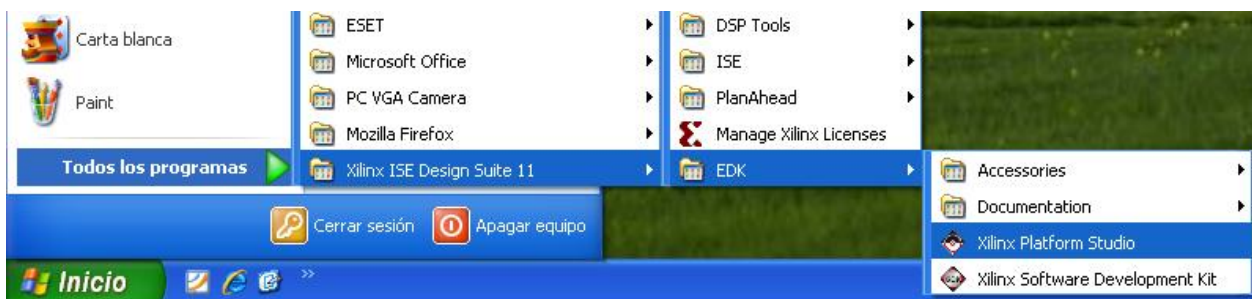 Carta blanca
Paint
Todos los programas
Cerrar sesión
Apagar equipo
Inicio
ESET
Microsoft Office
PC VGA Camera
Mozilla Firefox
Xilinx ISE Design Suite 11
DSP Tools
ISE
PlanAhead
Manage Xilinx Licenses
EDK
Accessories
Documentation
Xilinx Platform Studio
Xilinx Software Development Kit